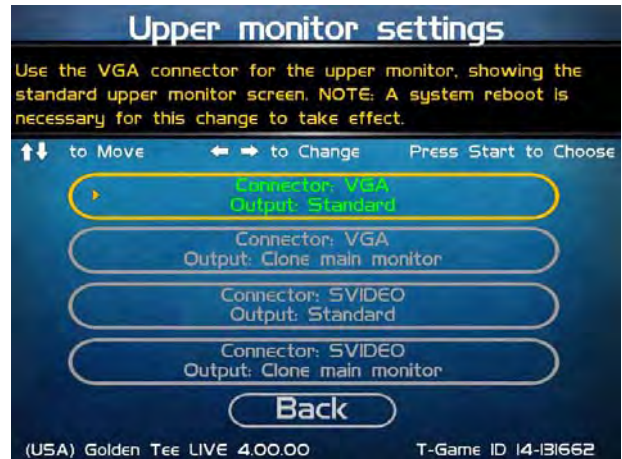 Upper monitor settings
Use the VGA connector for the upper monitor, showing the
standard upper monitor screen. NOTE: A system reboot is
necessary for this change to take effect.
to Move to Change Press Start to Choose
Connector: VGA
Output: Standard
Connector: VGA
Output: Clone main monitor
Connector: SVIDEO
Output: Standard
Connector: SVIDEO
Output: Clone main monitor
Back
(USA) Golden Tee LIVE 4.00.00 T-Game ID 14-131662